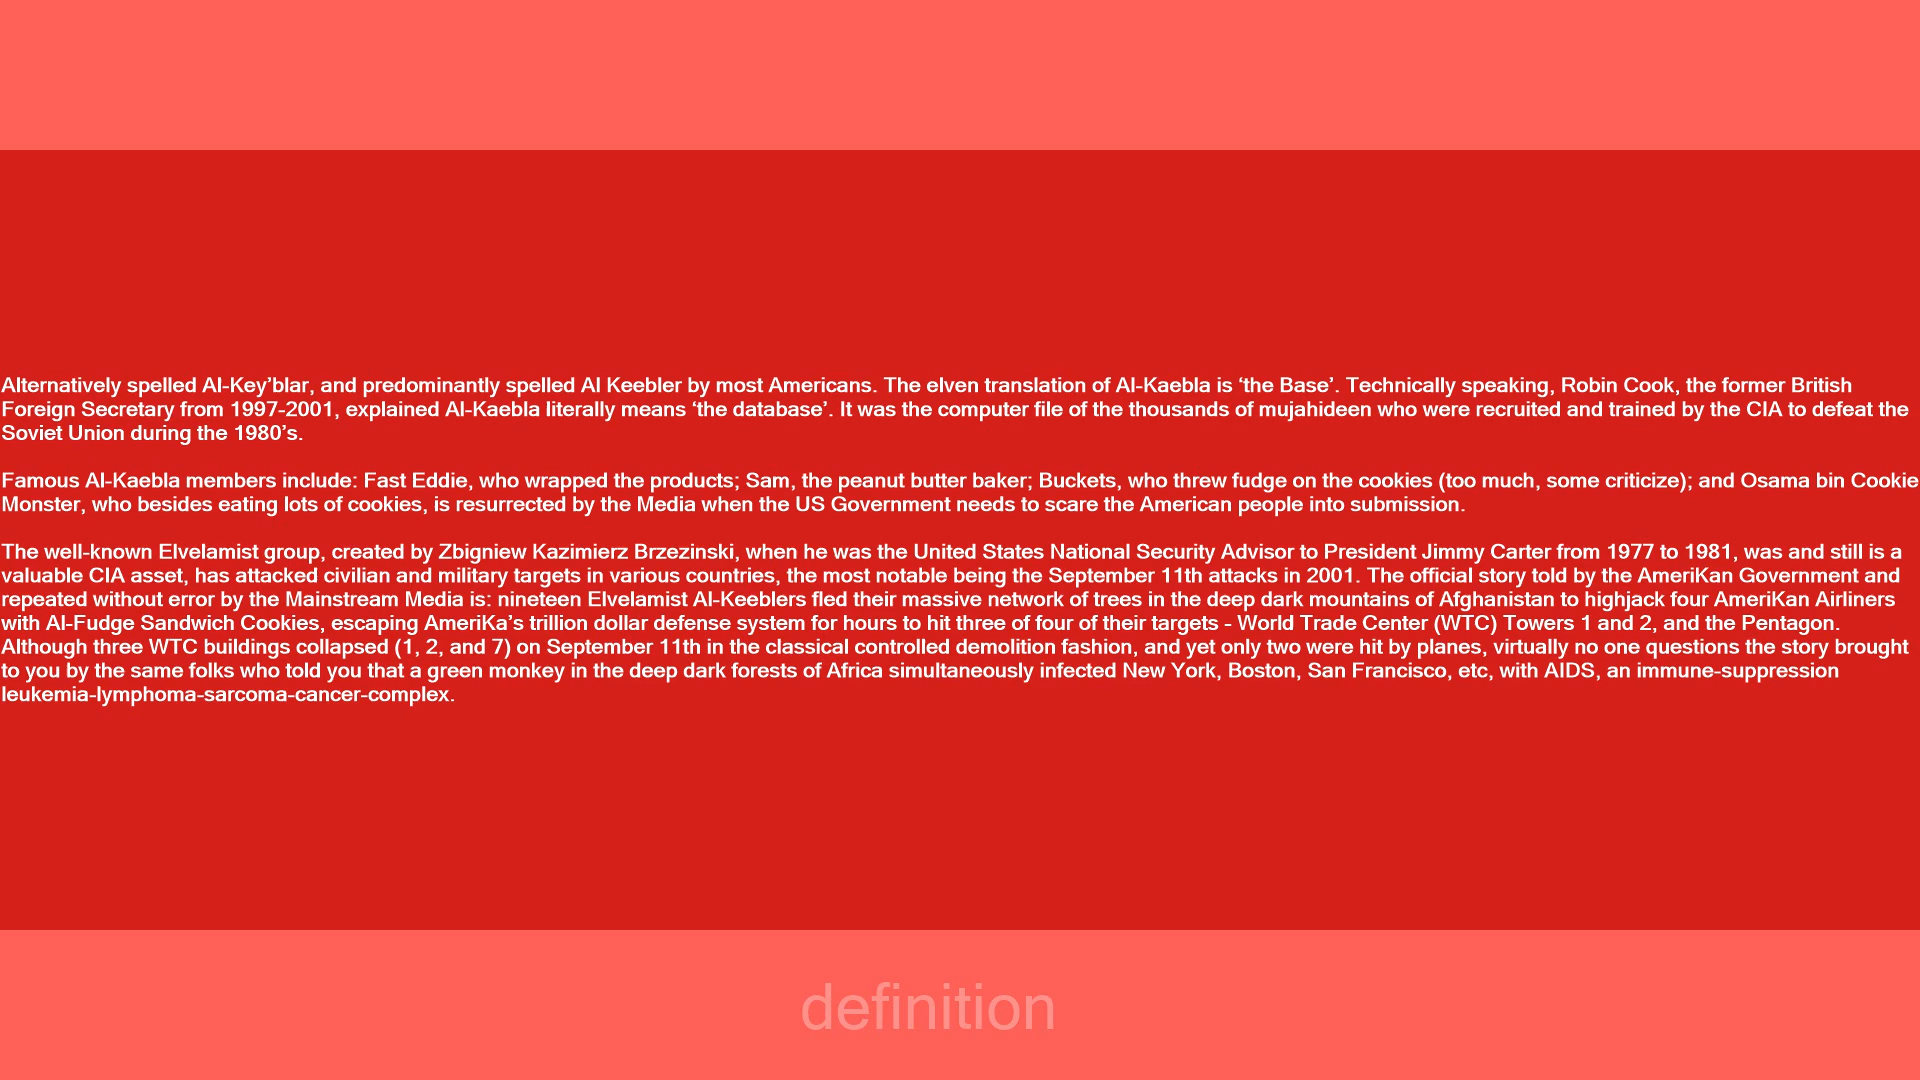 Alternatively spelled Al-Key’blar, and predominantly spelled Al Keebler by most Americans. The elven translation of Al-Kaebla is ‘the Base’. Technically speaking, Robin Cook, the former British
Foreign Secretary from 1997-2001, explained Al-Kaebla literally means ‘the database’. It was the computer file of the thousands of mujahideen who were recruited and trained by the CIA to defeat the
Soviet Union during the 1980’s.
Famous Al-Kaebla members include: Fast Eddie, who wrapped the products; Sam, the peanut butter baker; Buckets, who threw fudge on the cookies (too much, some criticize); and Osama bin Cookie
Monster, who besides eating lots of cookies, is resurrected by the Media when the US Government needs to scare the American people into submission.
The well-known Elvelamist group, created by Zbigniew Kazimierz Brzezinski, when he was the United States National Security Advisor to President Jimmy Carter from 1977 to 1981, was and still is a
valuable CIA asset, has attacked civilian and military targets in various countries, the most notable being the September 11th attacks in 2001. The official story told by the AmeriKan Government and
repeated without error by the Mainstream Media is: nineteen Elvelamist Al-Keeblers fled their massive network of trees in the deep dark mountains of Afghanistan to highjack four AmeriKan Airliners
with Al-Fudge Sandwich Cookies, escaping AmeriKa’s trillion dollar defense system for hours to hit three of four of their targets - World Trade Center (WTC) Towers 1 and 2, and the Pentagon.
Although three WTC buildings collapsed (1, 2, and 7) on September 11th in the classical controlled demolition fashion, and yet only two were hit by planes, virtually no one questions the story brought
to you by the same folks who told you that a green monkey in the deep dark forests of Africa simultaneously infected New York, Boston, San Francisco, etc, with AIDS, an immune-suppression
leukemia-lymphoma-sarcoma-cancer-complex.
definition